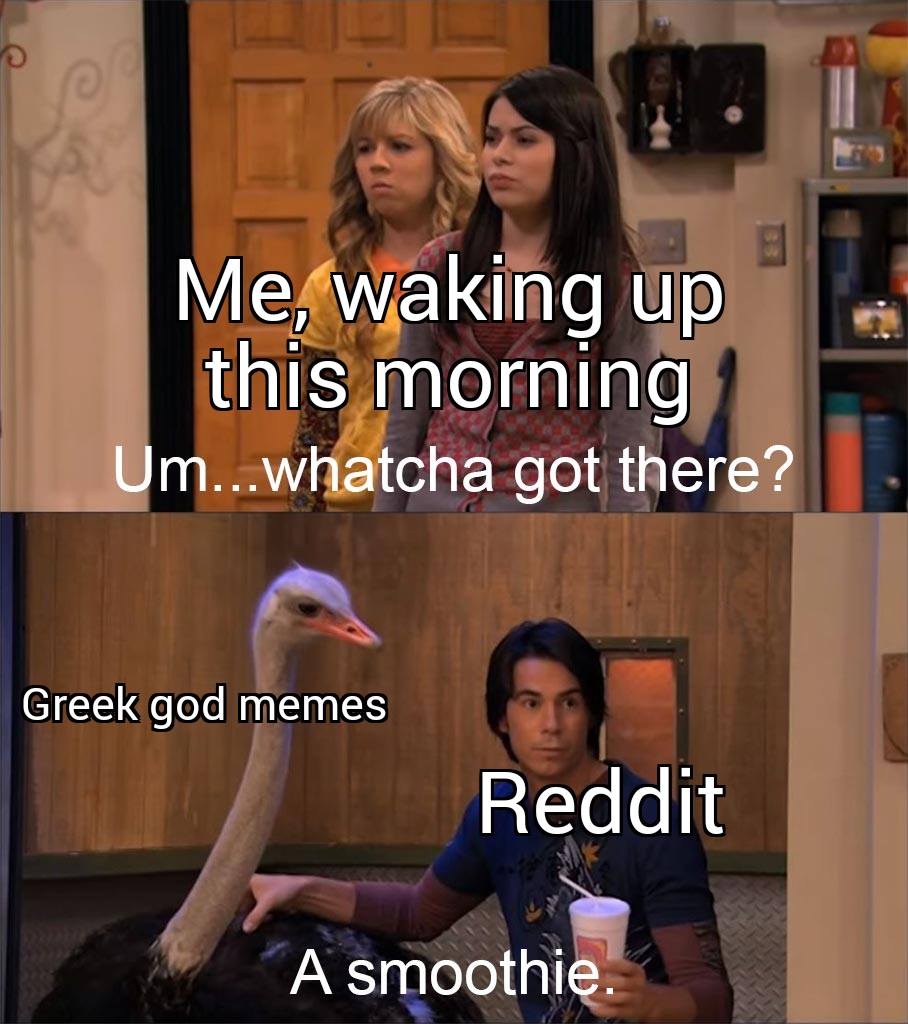 Me, waking up
this morning
Um...whatcha got there?
Greek god memes
Reddit
A smoothie.